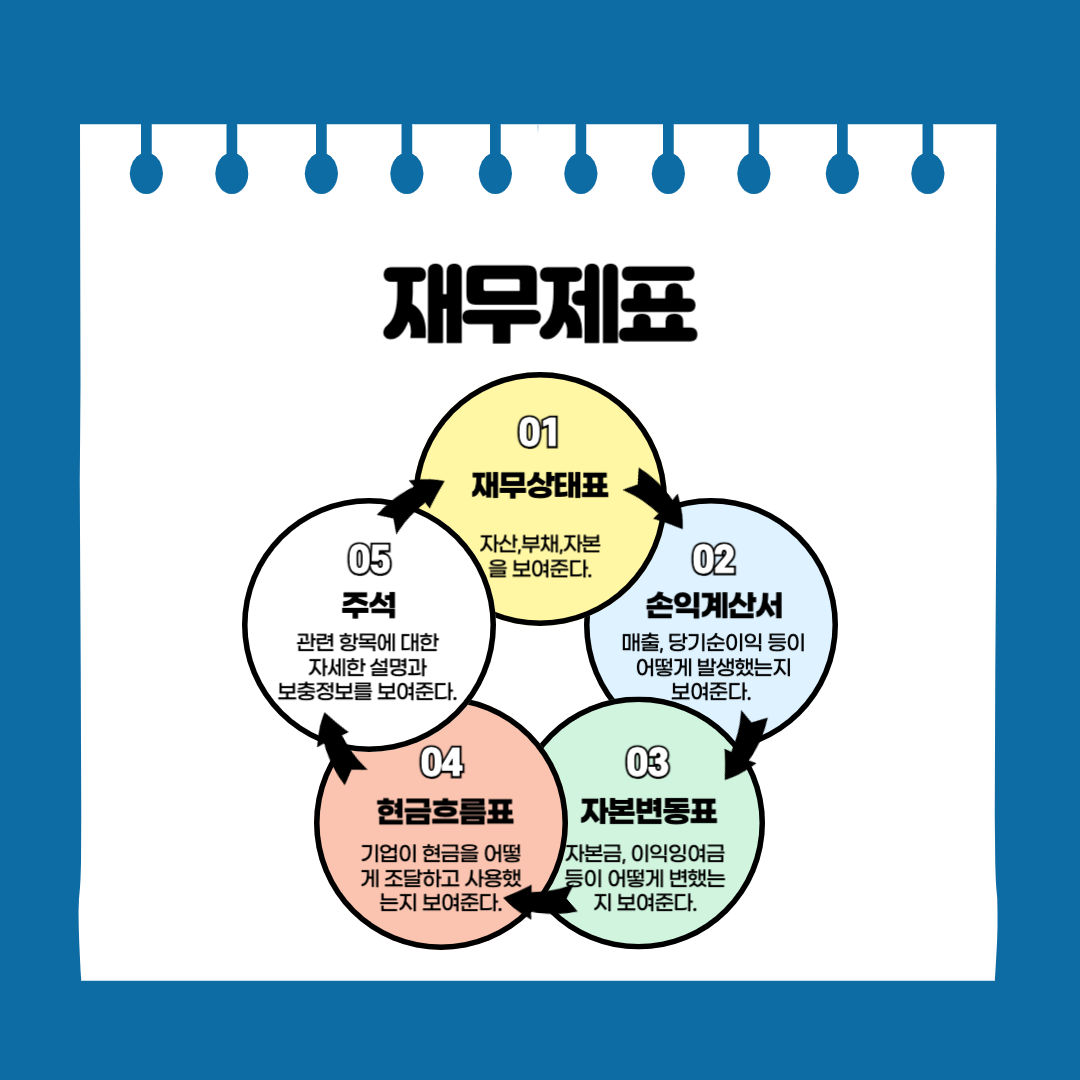 재무제표
01
재무상태표
자산,부채,자본
을 보여준다.
02
손익계산서
매출, 당기순이익 등이
어떻게 발생했는지
보여준다.
03
자본변동표
자본금, 이익잉여금
등이 어떻게 변했는
지 보여준다.
04
현금흐름표
기업이 현금을 어떻
게 조달하고 사용했
는지 보여준다.
05
주석
관련 항목에 대한
자세한 설명과
보충정보를 보여준다.